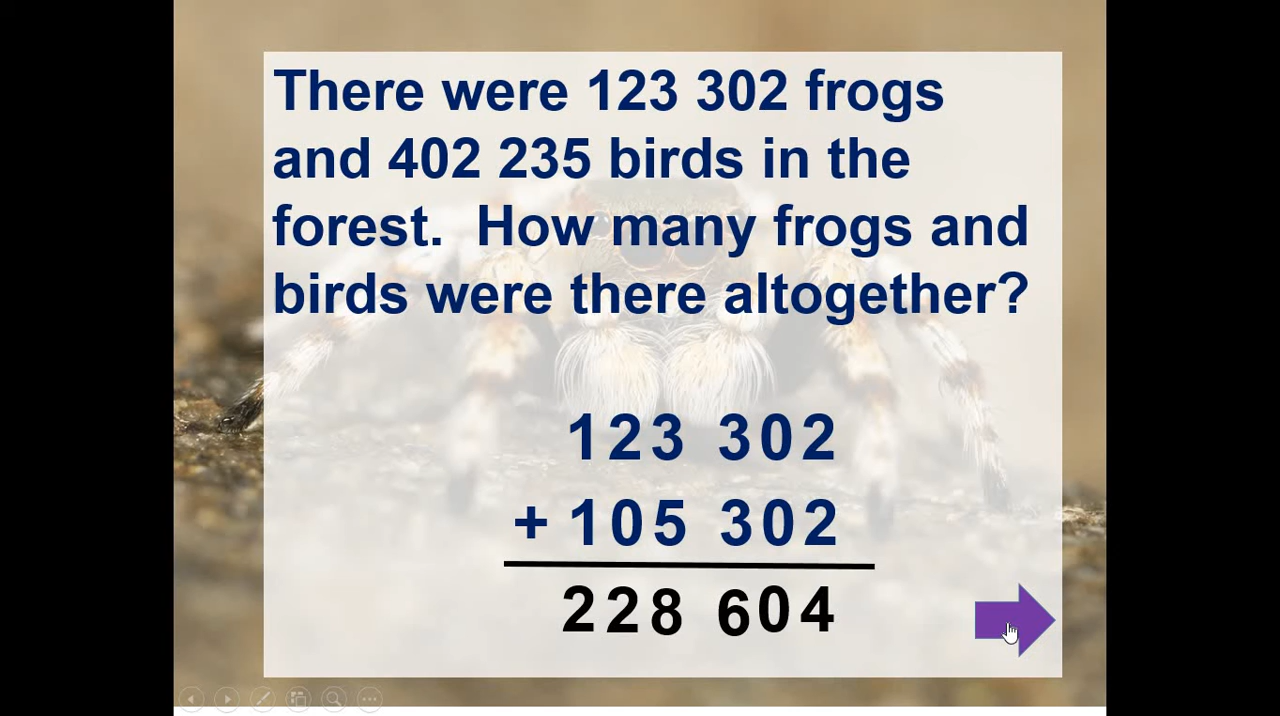 There were 123 302 frogs
and 402 235 birds in the
forest.  How many frogs and
birds were there altogether?
123 302
+ 105 302
228 604